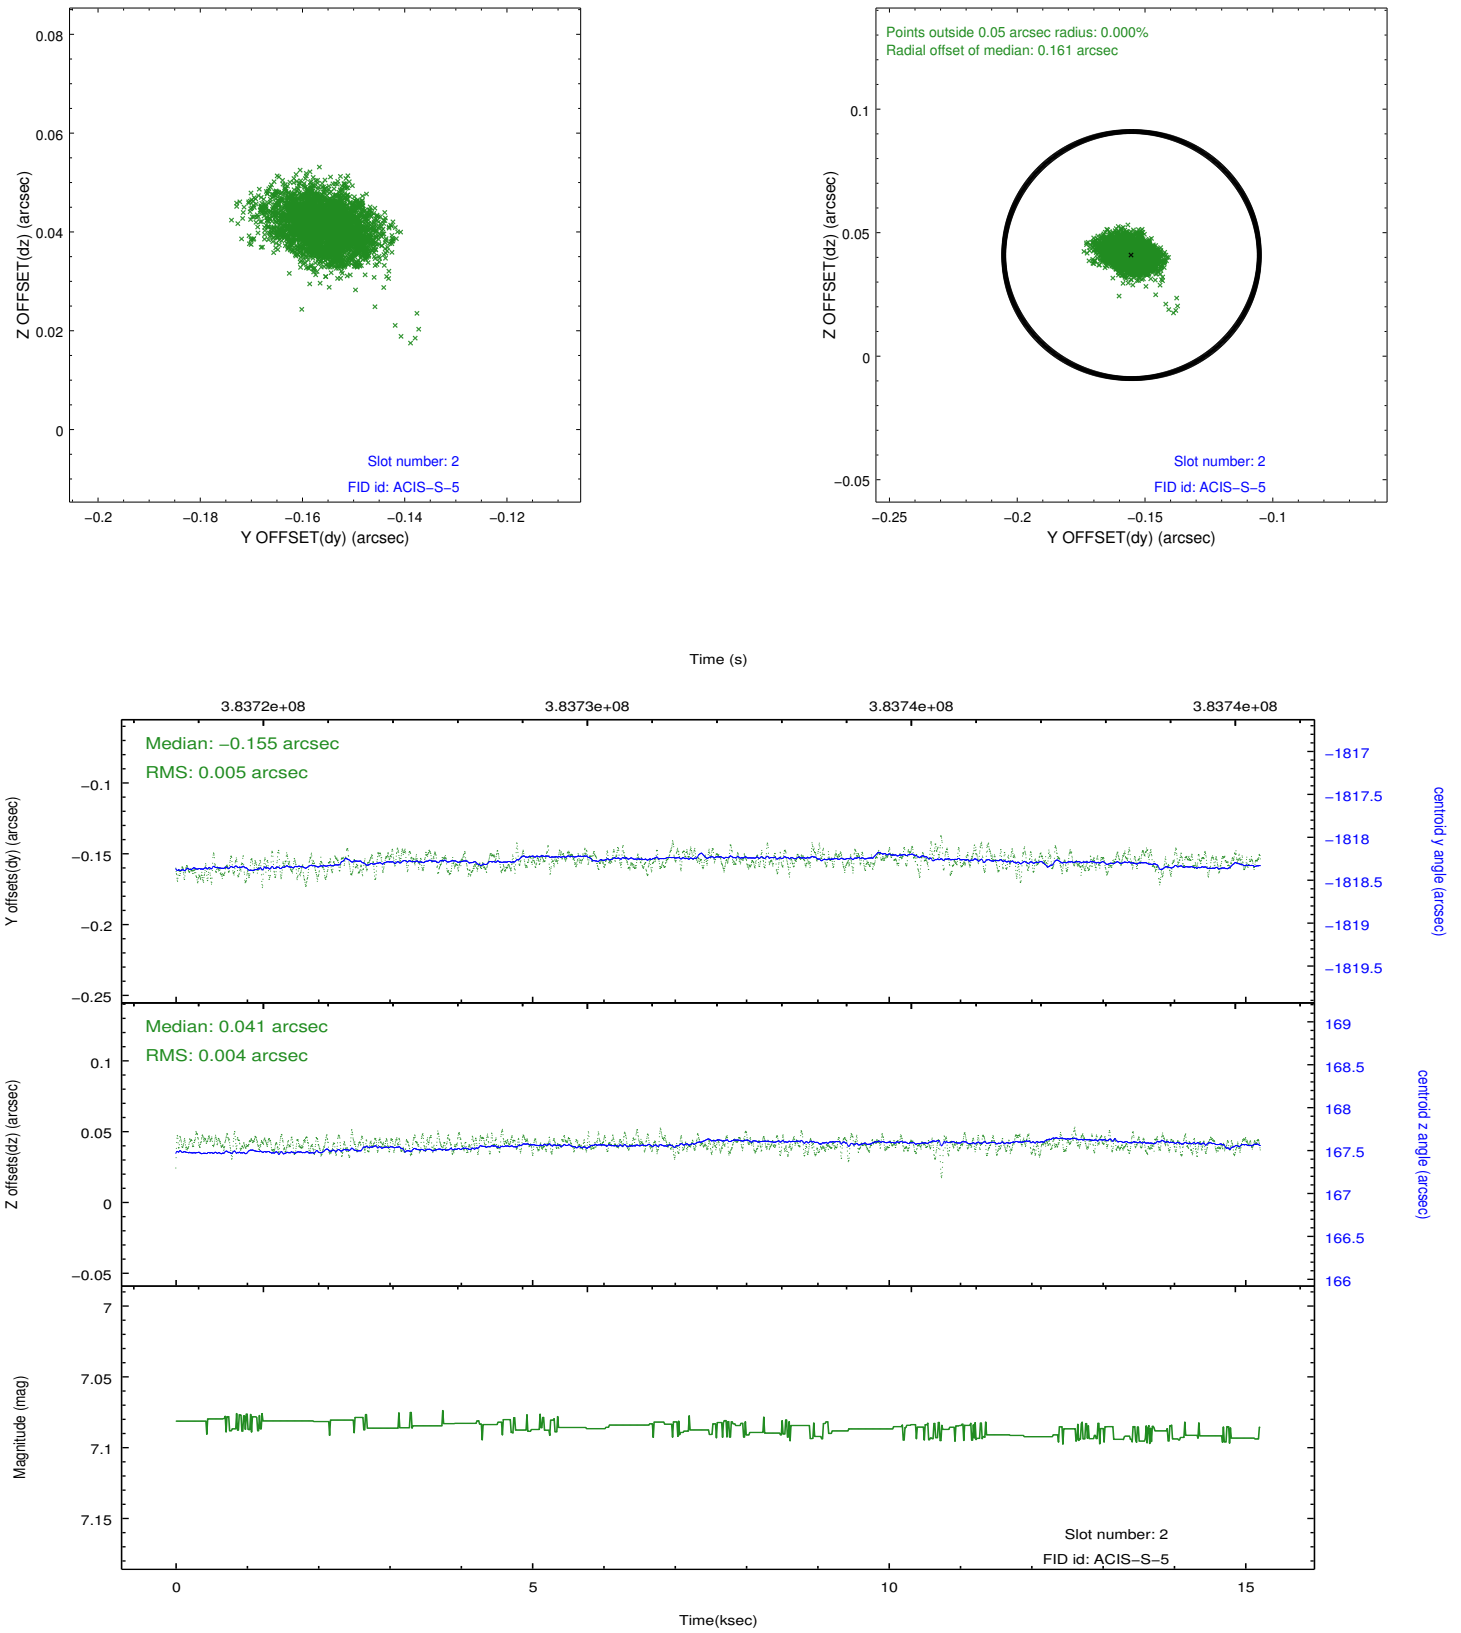 0.08
0.06
0.04
0.02
0
Z OFFSET(dz) (arcsec)
Slot number: 2
FID id: ACIS−S−5
−0.2 −0.18 −0.16 −0.14 −0.12
Y OFFSET(dy) (arcsec)
Points outside 0.05 arcsec radius: 0.000%
Radial offset of median: 0.161 arcsec
0.1
0.05
0
−0.05
Z OFFSET(dz) (arcsec)
Slot number: 2
FID id: ACIS−S−5
−0.25 −0.2 −0.15 −0.1
Y OFFSET(dy) (arcsec)
Time (s)
3.8372e+08 3.8373e+08 3.8374e+08 3.8374e+08
Median: −0.155 arcsec
RMS: 0.005 arcsec
−0.1
−0.15
−0.2
−0.25
Y offsets(dy) (arcsec)
−1817
−1817.5
−1818
−1818.5
−1819
−1819.5
centroid y angle (arcsec)
Median: 0.041 arcsec
RMS: 0.004 arcsec
0.1
0.05
0
−0.05
Z offsets(dz) (arcsec)
169
168.5
168
167.5
167
166.5
166
centroid z angle (arcsec)
7
7.05
7.1
7.15
Magnitude (mag)
Slot number: 2
FID id: ACIS−S−5
0 5 10 15
Time(ksec)